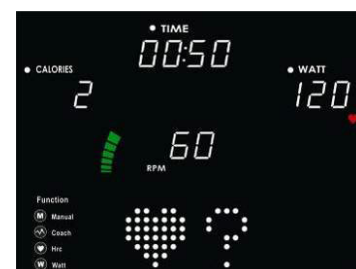 • TIME
00:50
• CALORIES
2
• WATT
120
60
RPM
Function
M Manual
Coach
Hrc
W Watt
?